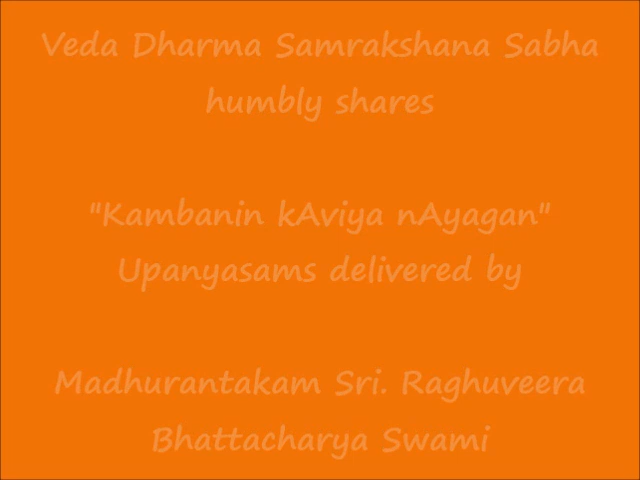 Veda Dharma Samrakshana Sabha
humbly shares
"Kambanin kAviya nAyagan"
Upanyasams delivered by
Madhurantakam Sri. Raghuveera
Bhattacharya Swami